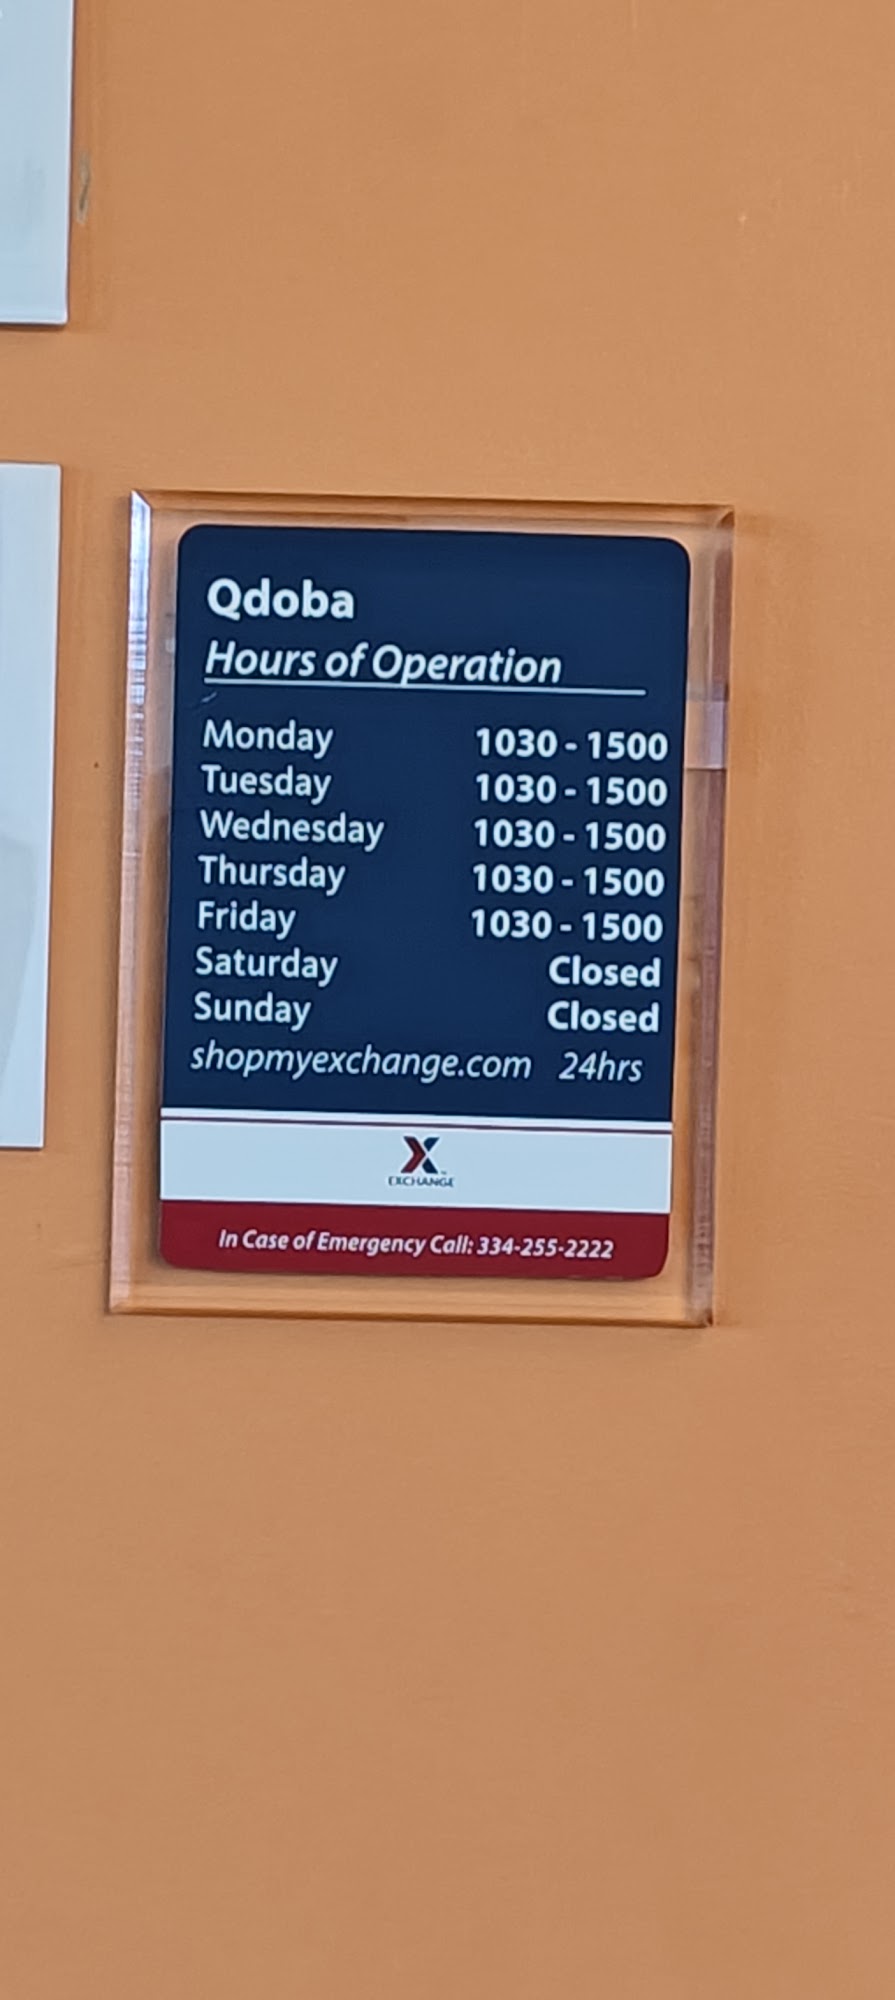 Qdoba
Hours of Operation
Monday 1030 - 1500
Tuesday 1030 - 1500
Wednesday 1030 - 1500
Thursday 1030 - 1500
Friday 1030 - 1500
Saturday Closed
Sunday Closed
shopmyexchange.com 24hrs
X
EXCHANGE
In Case of Emergency Call: 334-255-2222